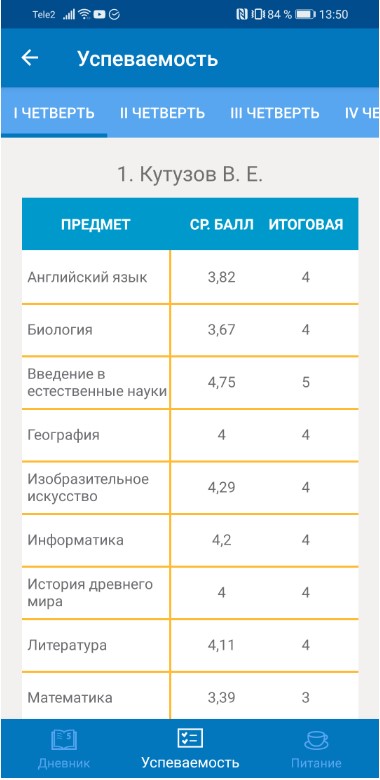 Tele2 84 % 13:50
Успеваемость
I ЧЕТВЕРТЬ II ЧЕТВЕРТЬ III ЧЕТВЕРТЬ IV ЧЕ
1. Кутузов В. Е.
ПРЕДМЕТ СР. БАЛЛ ИТОГОВАЯ
Английский язык 3,82 4
Биология 3,67 4
Введение в
естественные науки 4,75 5
География 4 4
Изобразительное
искусство 4,29 4
Информатика 4,2 4
История древнего
мира 4 4
Литература 4,11 4
Математика 3,39 3
Дневник Успеваемость Питание